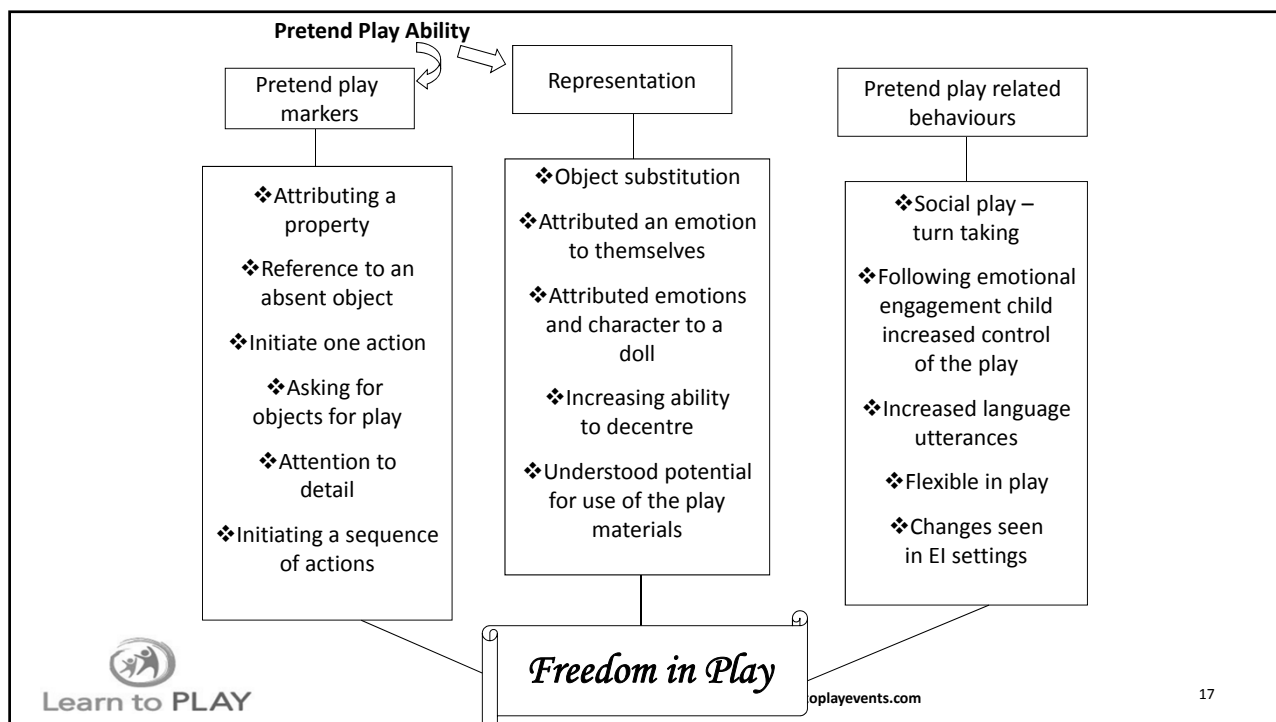 Pretend Play Ability
Pretend play
markers
❖Attributing a
property
❖Reference to an
absent object
❖Initiate one action
❖Asking for
objects for play
❖Attention to
detail
❖Initiating a sequence
of actions
Representation
❖Object substitution
❖Attributed an emotion
to themselves
❖Attributed emotions
and character to a
doll
❖Increasing ability
to decentre
❖Understood potential
for use of the play
materials
Pretend play related
behaviours
❖Social play –
turn taking
❖Following emotional
engagement child
increased control
of the play
❖Increased language
utterances
❖Flexible in play
❖Changes seen
in EI settings
Freedom in Play
Learn to PLAY
oplayevents.com
17